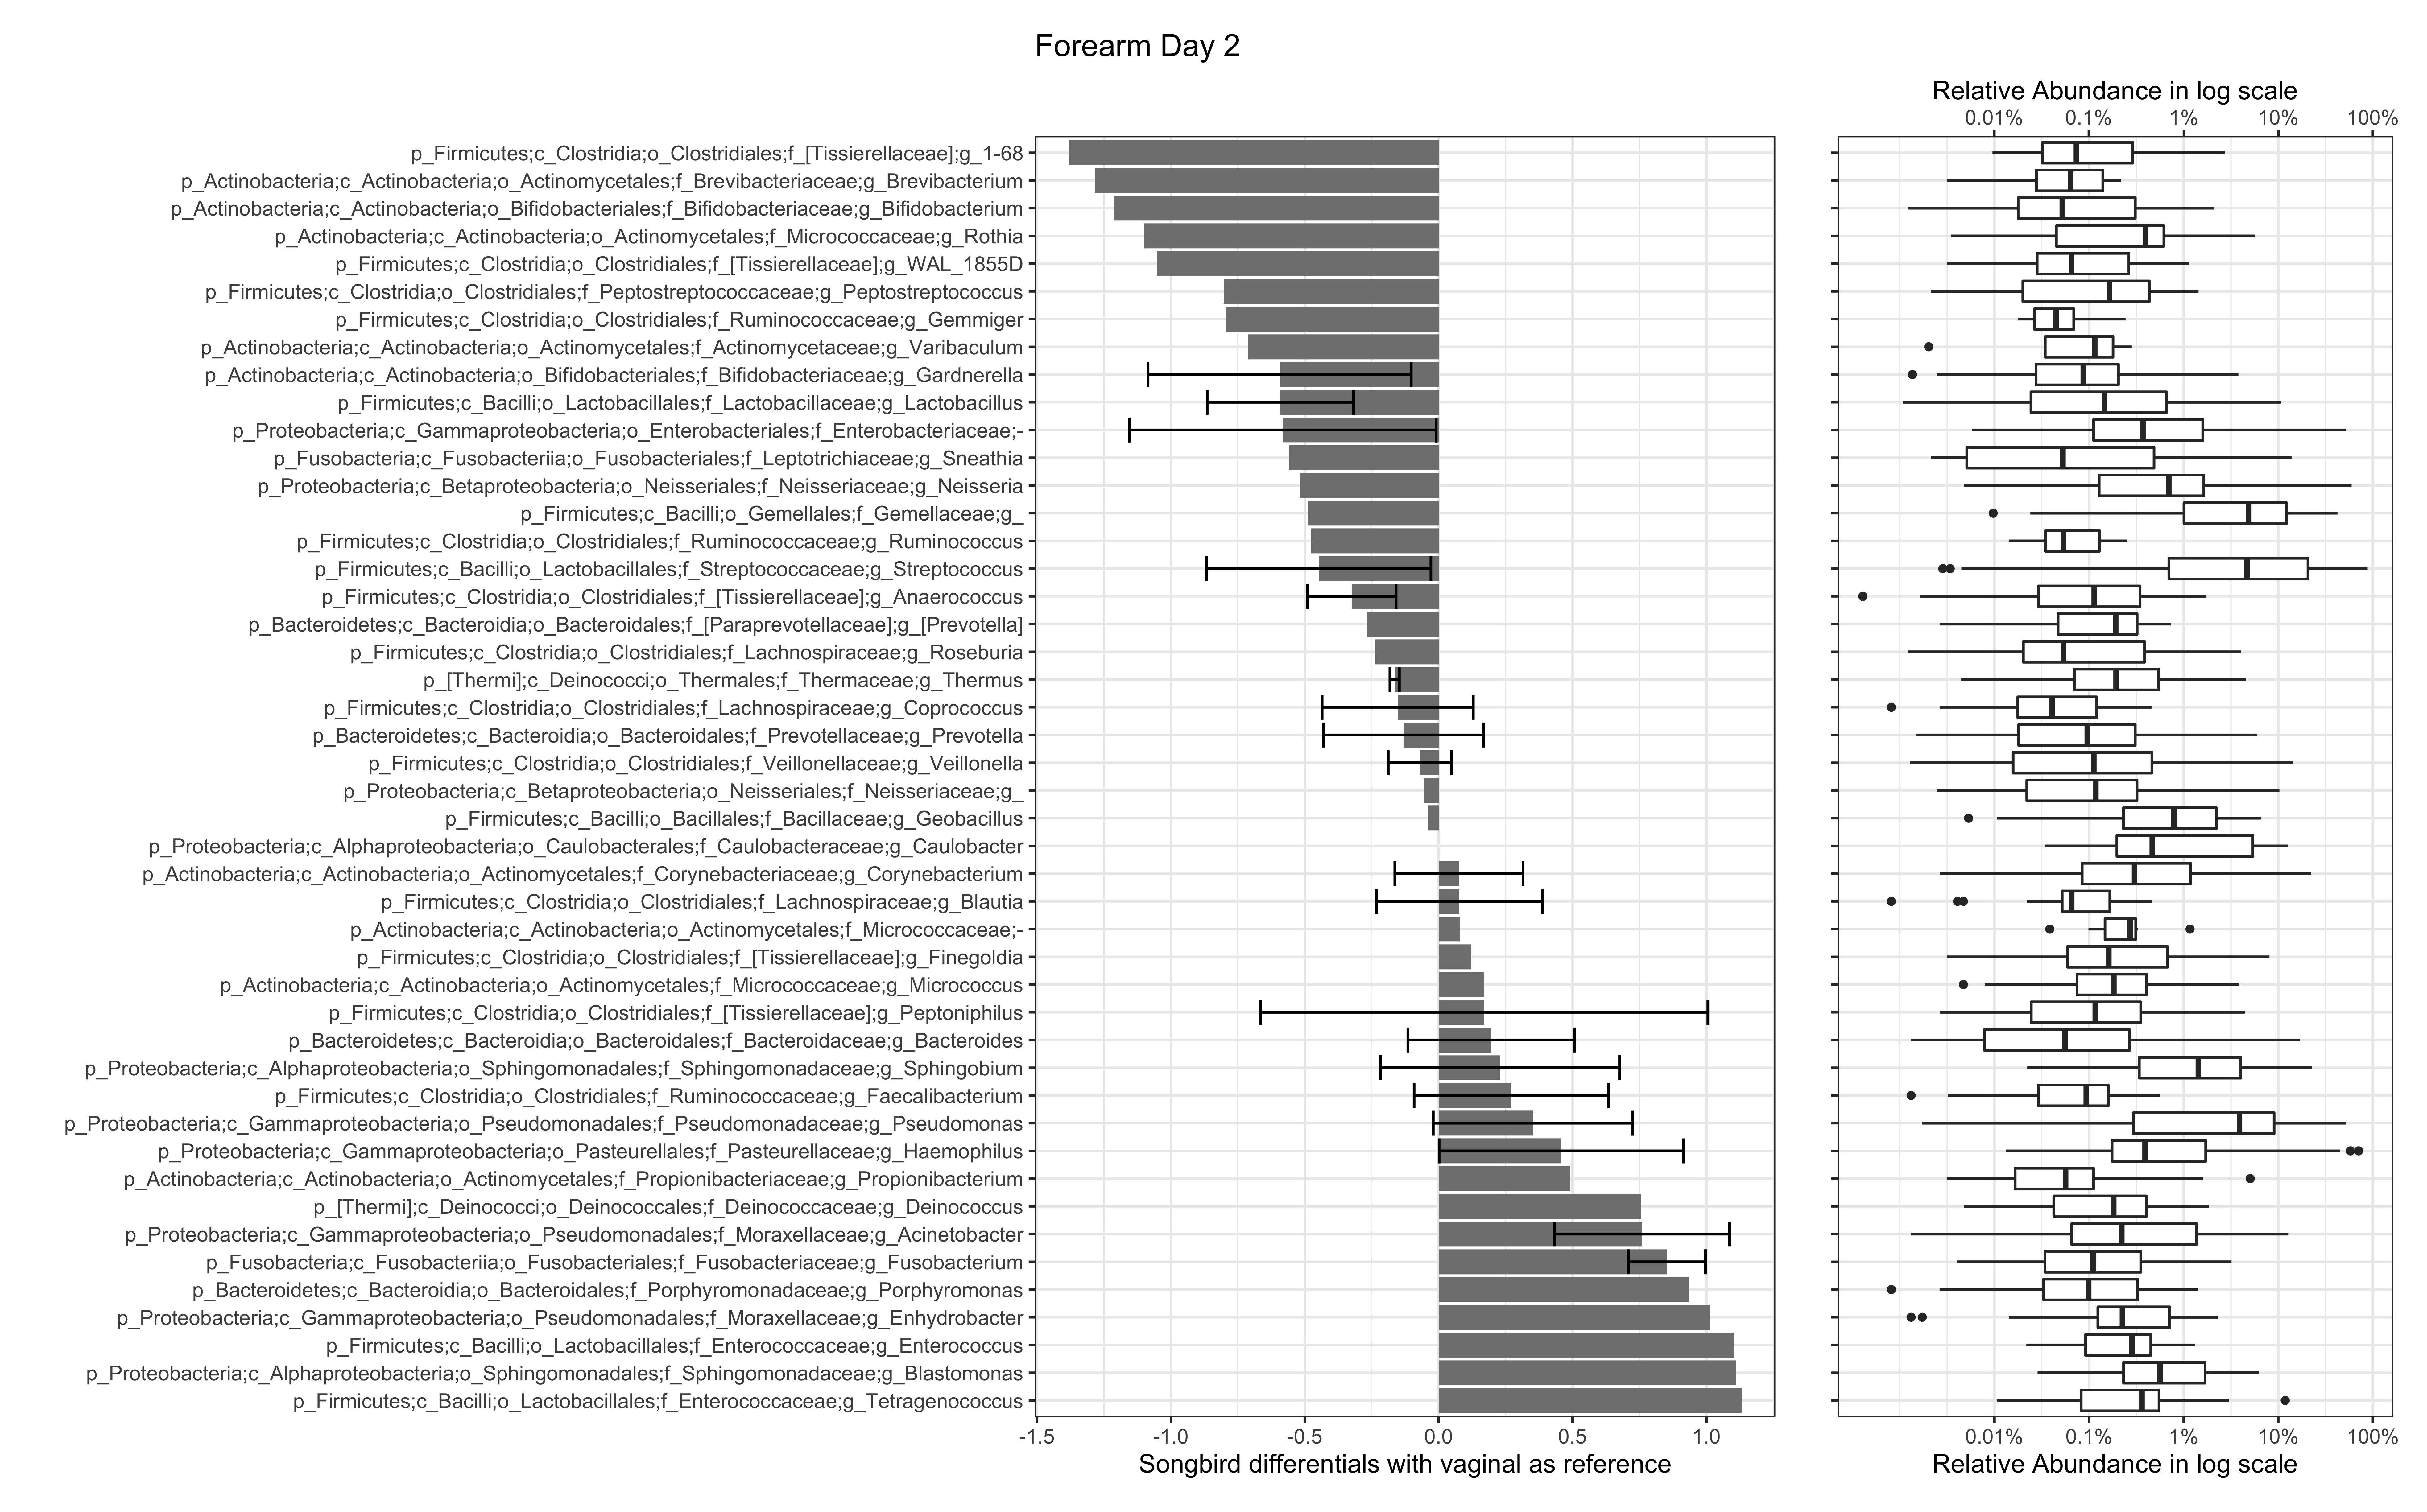 Forearm Day 2
Relative Abundance in log scale
0.01% 0.1% 1% 10% 100%
p_Firmicutes;c_Clostridia;o_Clostridiales;f_[Tissierellaceae];g_1-68
p_Actinobacteria;c_Actinobacteria;o_Actinomycetales;f_Brevibacteriaceae;g_Brevibacterium
p_Actinobacteria;c_Actinobacteria;o_Bifidobacteriales;f_Bifidobacteriaceae;g_Bifidobacterium
p_Actinobacteria;c_Actinobacteria;o_Actinomycetales;f_Micrococcaceae;g_Rothia
p_Firmicutes;c_Clostridia;o_Clostridiales;f_[Tissierellaceae];g_WAL_1855D
p_Firmicutes;c_Clostridia;o_Clostridiales;f_Peptostreptococcaceae;g_Peptostreptococcus
p_Firmicutes;c_Clostridia;o_Clostridiales;f_Ruminococcaceae;g_Gemmiger
p_Actinobacteria;c_Actinobacteria;o_Actinomycetales;f_Actinomycetaceae;g_Varibaculum
p_Actinobacteria;c_Actinobacteria;o_Bifidobacteriales;f_Bifidobacteriaceae;g_Gardnerella
p_Firmicutes;c_Bacilli;o_Lactobacillales;f_Lactobacillaceae;g_Lactobacillus
p_Proteobacteria;c_Gammaproteobacteria;o_Enterobacteriales;f_Enterobacteriaceae;-
p_Fusobacteria;c_Fusobacteriia;o_Fusobacteriales;f_Leptotrichiaceae;g_Sneathia
p_Proteobacteria;c_Betaproteobacteria;o_Neisseriales;f_Neisseriaceae;g_Neisseria
p_Firmicutes;c_Bacilli;o_Gemellales;f_Gemellaceae;g_
p_Firmicutes;c_Clostridia;o_Clostridiales;f_Ruminococcaceae;g_Ruminococcus
p_Firmicutes;c_Bacilli;o_Lactobacillales;f_Streptococcaceae;g_Streptococcus
p_Firmicutes;c_Clostridia;o_Clostridiales;f_[Tissierellaceae];g_Anaerococcus
p_Bacteroidetes;c_Bacteroidia;o_Bacteroidales;f_[Paraprevotellaceae];g_[Prevotella]
p_Firmicutes;c_Clostridia;o_Clostridiales;f_Lachnospiraceae;g_Roseburia
p_[Thermi];c_Deinococci;o_Thermales;f_Thermaceae;g_Thermus
p_Firmicutes;c_Clostridia;o_Clostridiales;f_Lachnospiraceae;g_Coprococcus
p_Bacteroidetes;c_Bacteroidia;o_Bacteroidales;f_Prevotellaceae;g_Prevotella
p_Firmicutes;c_Clostridia;o_Clostridiales;f_Veillonellaceae;g_Veillonella
p_Proteobacteria;c_Betaproteobacteria;o_Neisseriales;f_Neisseriaceae;g_
p_Firmicutes;c_Bacilli;o_Bacillales;f_Bacillaceae;g_Geobacillus
p_Proteobacteria;c_Alphaproteobacteria;o_Caulobacterales;f_Caulobacteraceae;g_Caulobacter
p_Actinobacteria;c_Actinobacteria;o_Actinomycetales;f_Corynebacteriaceae;g_Corynebacterium
p_Firmicutes;c_Clostridia;o_Clostridiales;f_Lachnospiraceae;g_Blautia
p_Actinobacteria;c_Actinobacteria;o_Actinomycetales;f_Micrococcaceae;-
p_Firmicutes;c_Clostridia;o_Clostridiales;f_[Tissierellaceae];g_Finegoldia
p_Actinobacteria;c_Actinobacteria;o_Actinomycetales;f_Micrococcaceae;g_Micrococcus
p_Firmicutes;c_Clostridia;o_Clostridiales;f_[Tissierellaceae];g_Peptoniphilus
p_Bacteroidetes;c_Bacteroidia;o_Bacteroidales;f_Bacteroidaceae;g_Bacteroides
p_Proteobacteria;c_Alphaproteobacteria;o_Sphingomonadales;f_Sphingomonadaceae;g_Sphingobium
p_Firmicutes;c_Clostridia;o_Clostridiales;f_Ruminococcaceae;g_Faecalibacterium
p_Proteobacteria;c_Gammaproteobacteria;o_Pseudomonadales;f_Pseudomonadaceae;g_Pseudomonas
p_Proteobacteria;c_Gammaproteobacteria;o_Pasteurellales;f_Pasteurellaceae;g_Haemophilus
p_Actinobacteria;c_Actinobacteria;o_Actinomycetales;f_Propionibacteriaceae;g_Propionibacterium
p_[Thermi];c_Deinococci;o_Deinococcales;f_Deinococcaceae;g_Deinococcus
p_Proteobacteria;c_Gammaproteobacteria;o_Pseudomonadales;f_Moraxellaceae;g_Acinetobacter
p_Fusobacteria;c_Fusobacteriia;o_Fusobacteriales;f_Fusobacteriaceae;g_Fusobacterium
p_Bacteroidetes;c_Bacteroidia;o_Bacteroidales;f_Porphyromonadaceae;g_Porphyromonas
p_Proteobacteria;c_Gammaproteobacteria;o_Pseudomonadales;f_Moraxellaceae;g_Enhydrobacter
p_Firmicutes;c_Bacilli;o_Lactobacillales;f_Enterococcaceae;g_Enterococcus
p_Proteobacteria;c_Alphaproteobacteria;o_Sphingomonadales;f_Sphingomonadaceae;g_Blastomonas
p_Firmicutes;c_Bacilli;o_Lactobacillales;f_Enterococcaceae;g_Tetragenococcus
-1.5 -1.0 -0.5 0.0 0.5 1.0
Songbird differentials with vaginal as reference
0.01% 0.1% 1% 10% 100%
Relative Abundance in log scale